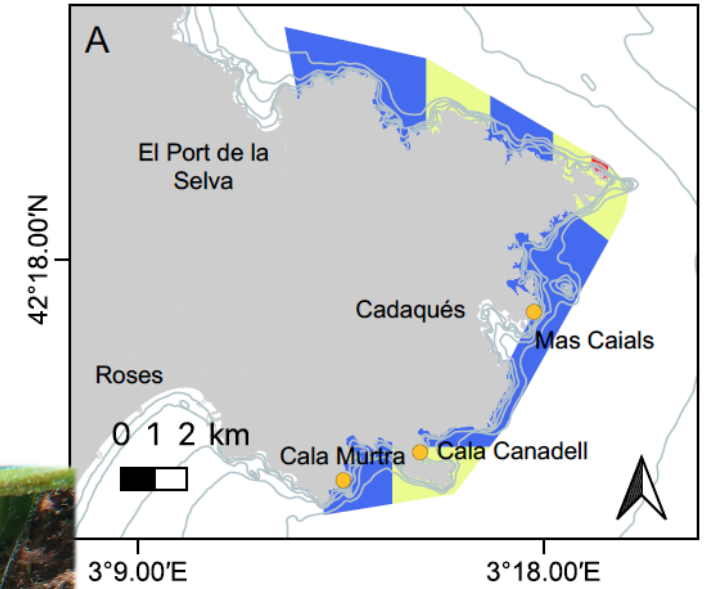 A
El Port de la
Selva
42°18.00′N
Cadaqués
Mas Caials
Roses
0 1 2 km
Cala Murtra
Cala Canadell
3°9.00′E
3°18.00′E